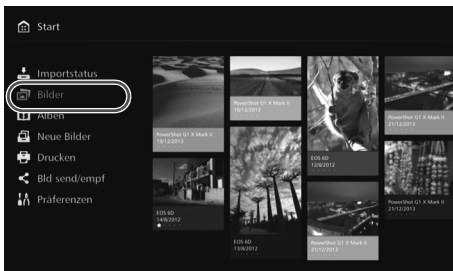 Start
Importstatus
Bilder
Alben
Neue Bilder
Drucken
Bld send/empf
Präferenzen
PowerShot G1 X Mark II
19/12/2013
EOS 6D
14/8/2012
PowerShot G1 X Mark II
18/12/2013
EOS 6D
13/8/2012
EOS 6D
12/8/2012
PowerShot G1 X Mark II
21/12/2013
PowerShot G1 X Mark II
21/12/2013
PowerShot G1 X Mark II
21/12/2013